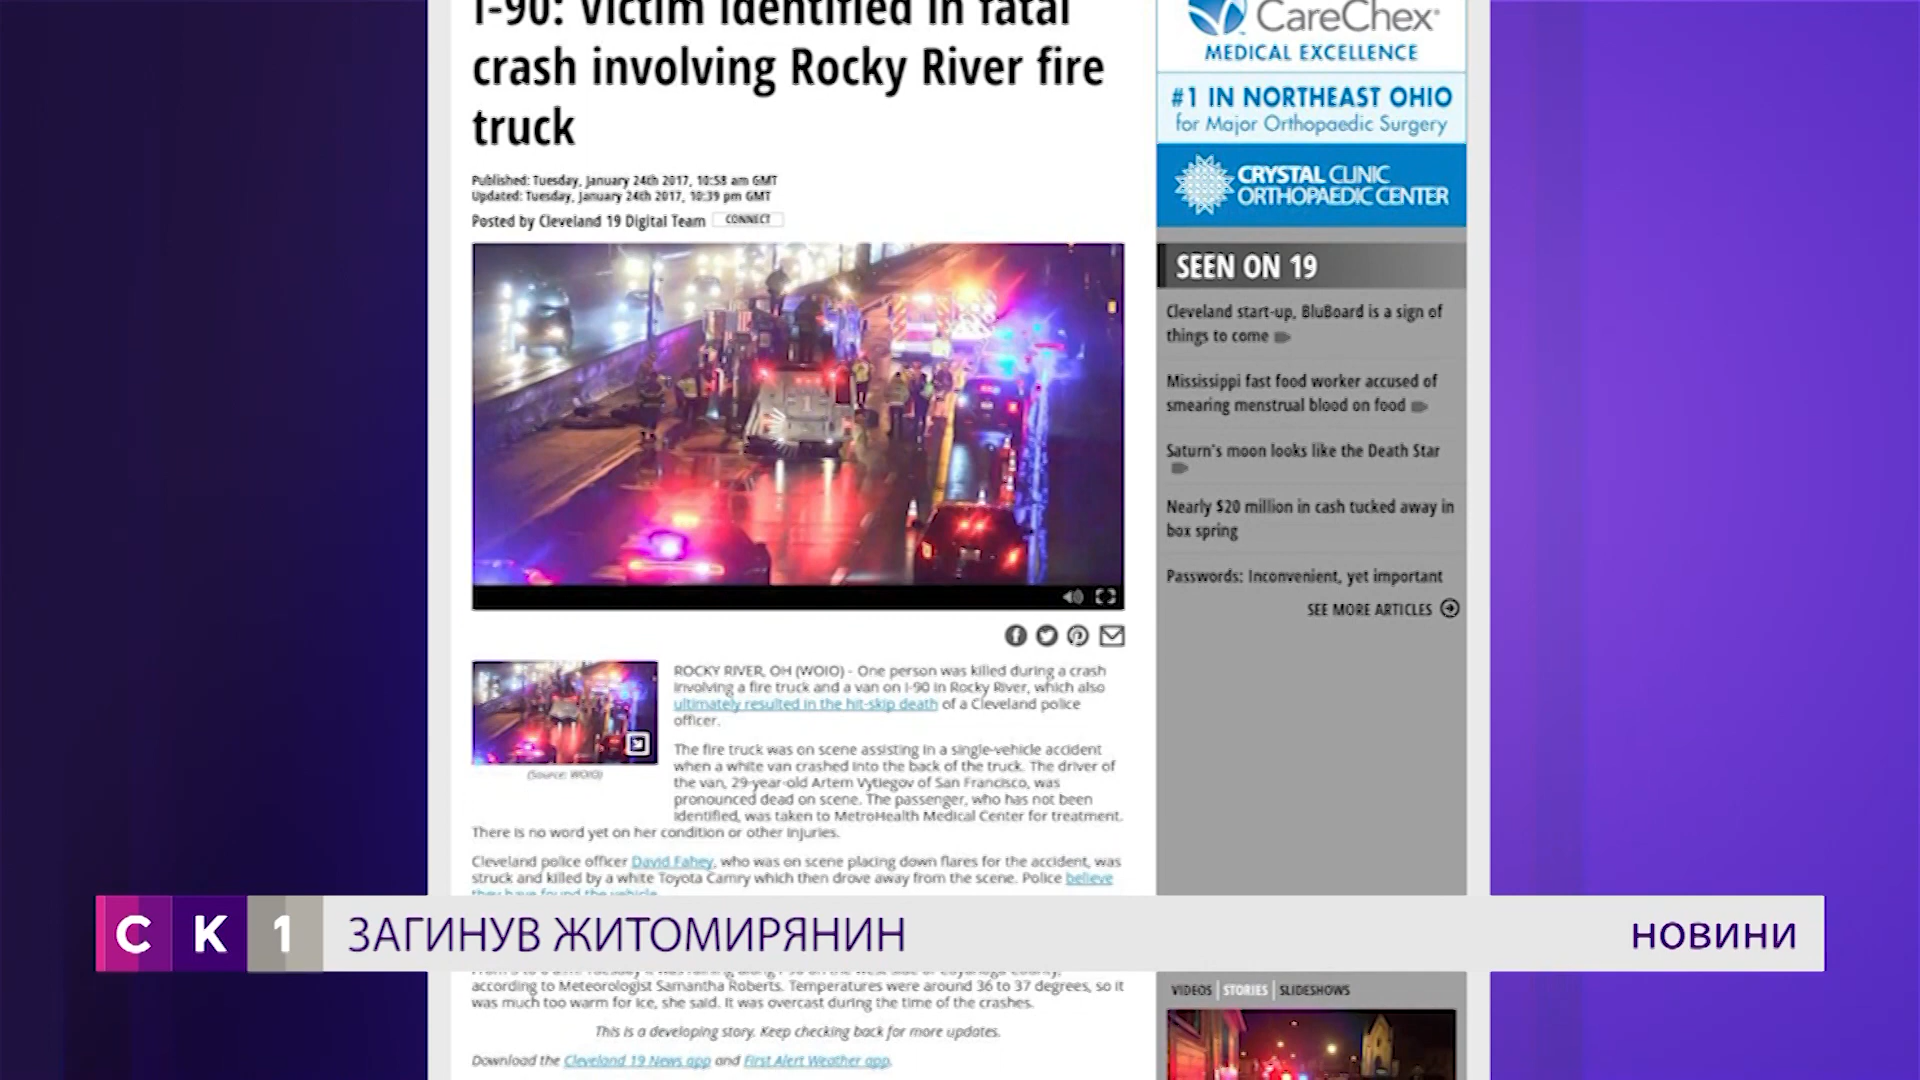 I-90: Victim identified in fatal
crash involving Rocky River fire
truck
Published: Tuesday, January 24th 2017, 10:58 am GMT
Updated: Tuesday, January 24th 2017, 10:39 pm GMT
Posted by Cleveland 19 Digital Team CONNECT
(Source: WOIO)
ROCKY RIVER, OH (WOIO) - One person was killed during a crash
involving a fire truck and a van on I-90 in Rocky River, which also
ultimately resulted in the hit-skip death of a Cleveland police
officer.
The fire truck was on scene assisting in a single-vehicle accident
when a white van crashed into the back of the truck. The driver of
the van, 29-year-old Artem Vytiegov of San Francisco, was
pronounced dead on scene. The passenger, who has not been
identified, was taken to MetroHealth Medical Center for treatment.
There is no word yet on her condition or other injuries.
Cleveland police officer David Fahey, who was on scene placing down flares for the accident, was
struck and killed by a white Toyota Camry which then drove away from the scene. Police believe
they have found the vehicle.
according to Meteorologist Samantha Roberts. Temperatures were around 36 to 37 degrees, so it
was much too warm for ice, she said. It was overcast during the time of the crashes.
This is a developing story. Keep checking back for more updates.
Download the Cleveland 19 News app and First Alert Weather app.
CareChex
MEDICAL EXCELLENCE
#1 IN NORTHEAST OHIO
for Major Orthopaedic Surgery
CRYSTAL CLINIC
ORTHOPAEDIC CENTER
SEEN ON 19
Cleveland start-up, BluBoard is a sign of
things to come
Mississippi fast food worker accused of
smearing menstrual blood on food
Saturn's moon looks like the Death Star
Nearly $20 million in cash tucked away in
box spring
Passwords: Inconvenient, yet important
SEE MORE ARTICLES
VIDEOS STORIES SLIDESHOWS
С К 1 ЗАГИНУВ ЖИТОМИРЯНИН НОВИНИ